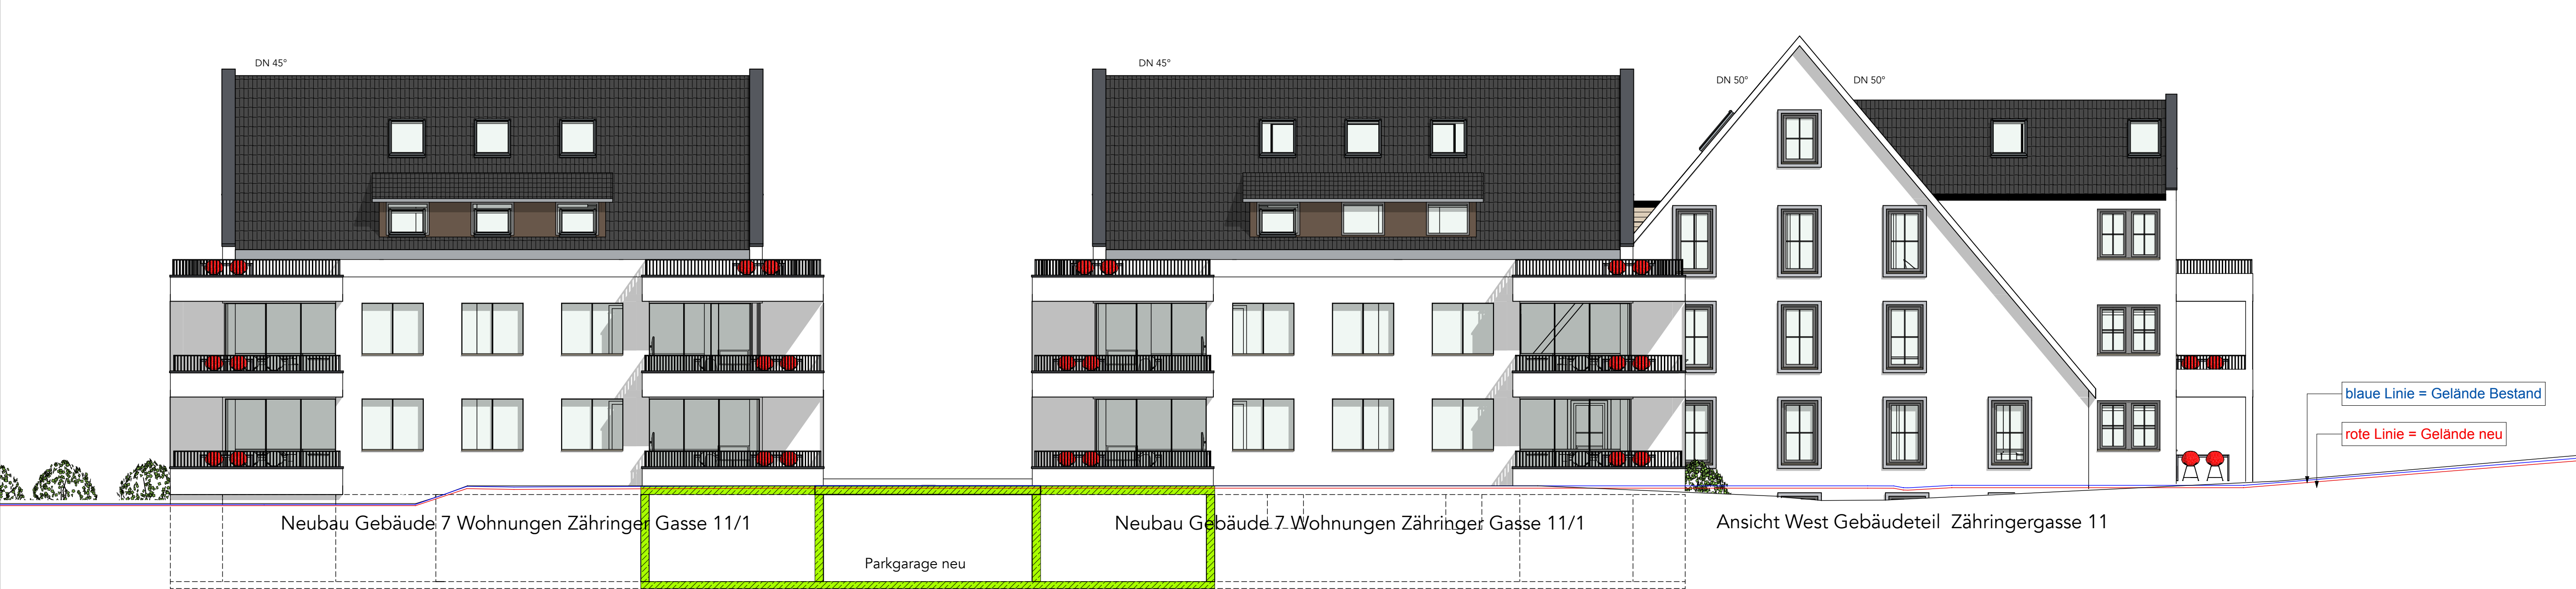 DN 45°
DN 45°
DN 50°
DN 50°
blaue Linie = Gelände Bestand
rote Linie = Gelände neu
Neubau Gebäude 7 Wohnungen Zähringer Gasse 11/1
Neubau Gebäude 7 Wohnungen Zähringer Gasse 11/1
Ansicht West Gebäudeteil Zähringergasse 11
Parkgarage neu